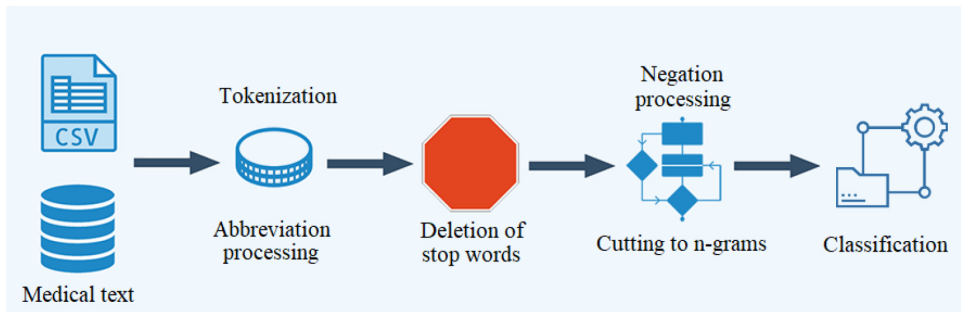 CSV
Medical text
Tokenization
Abbreviation
processing
Deletion of
stop words
Negation
processing
Cutting to n-grams
Classification